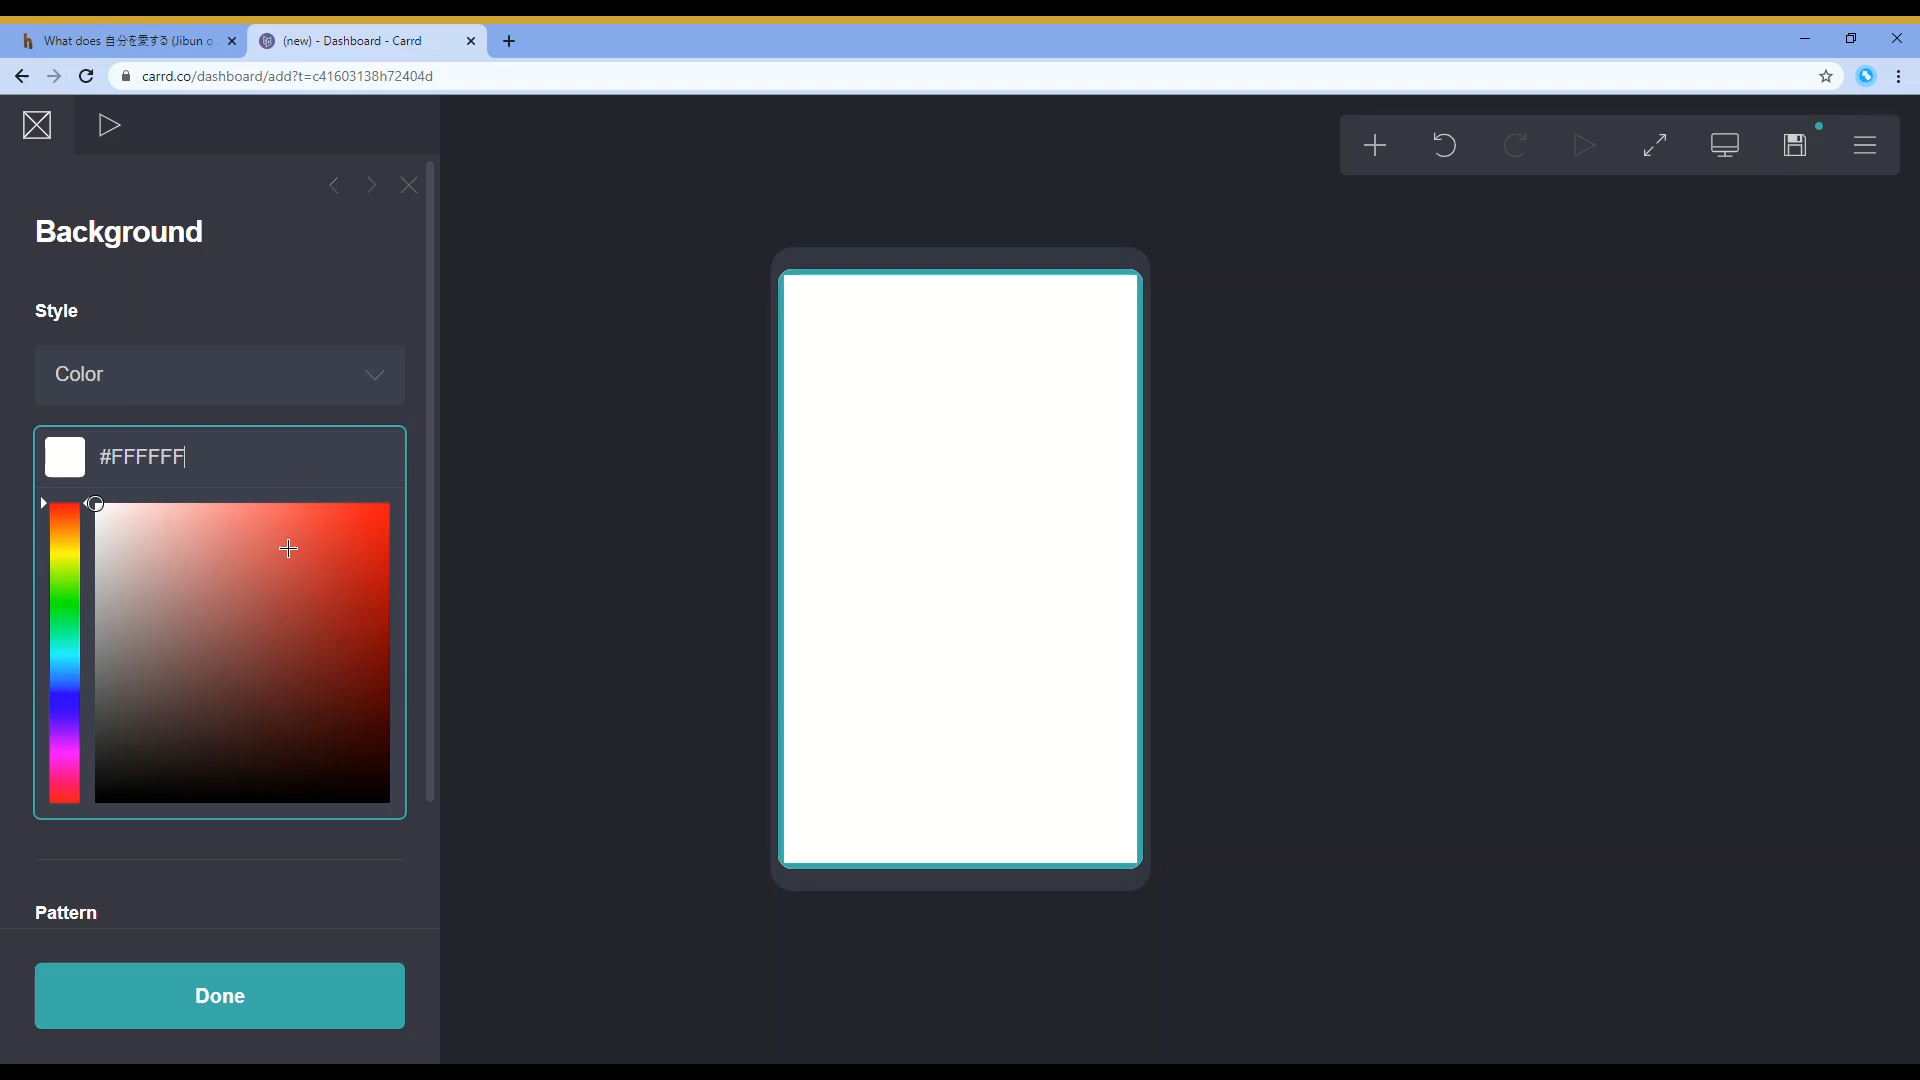 What does 自分を愛する (Jibun o
(new) - Dashboard - Carrd
carrd.co/dashboard/add?t=c41603138h72404d
Background
Style
Color
#FFFFFF
Pattern
Done